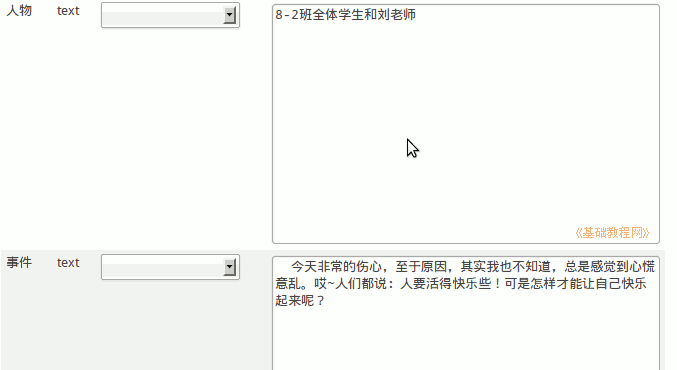 人物 text 8-2班全体学生和刘老师
《基础教程网》
事件 text 今天非常的伤心，至于原因，其实我也不知道，总是感觉到心慌
意乱。哎~人们都说：人要活得快乐些！可是怎样才能让自己快乐
起来呢？